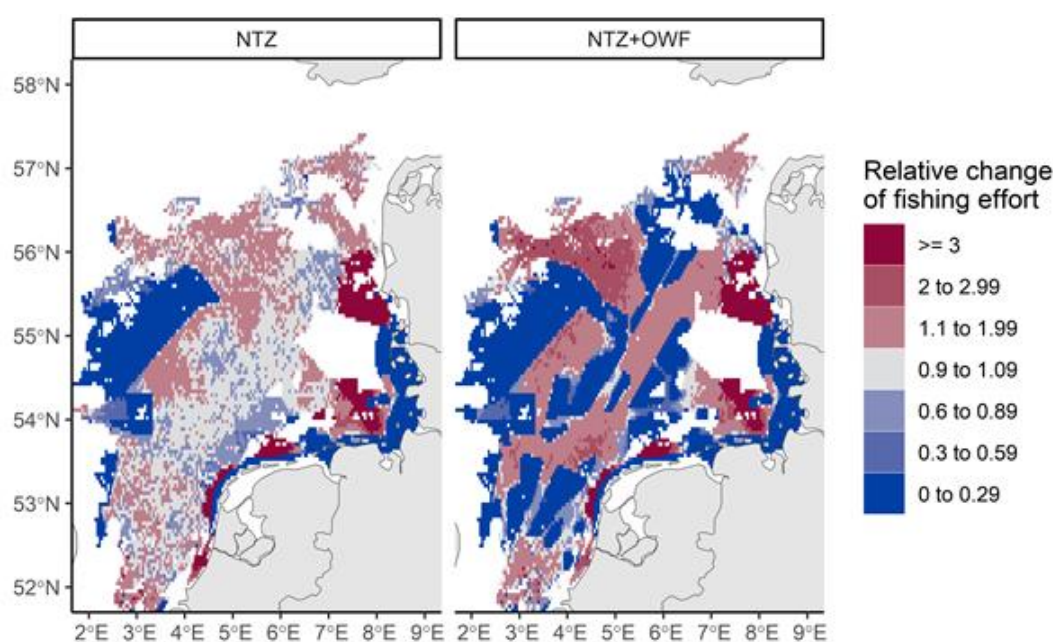 NTZ
NTZ+OWF
58°N
57°N
56°N
55°N
54°N
53°N
52°N
2°E 3°E 4°E 5°E 6°E 7°E 8°E 9°E
2°E 3°E 4°E 5°E 6°E 7°E 8°E 9°E
Relative change
of fishing effort
>= 3
2 to 2.99
1.1 to 1.99
0.9 to 1.09
0.6 to 0.89
0.3 to 0.59
0 to 0.29